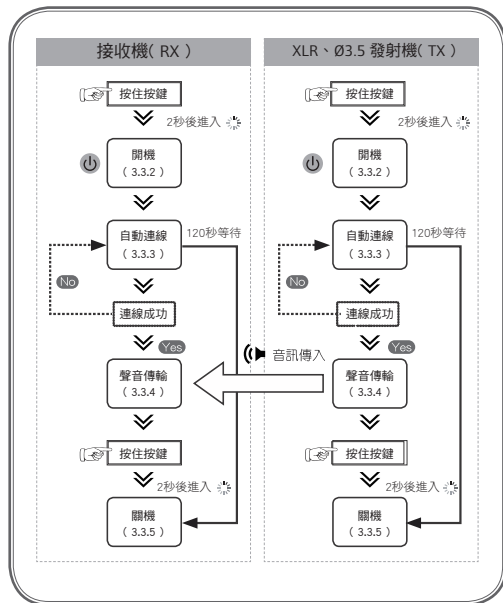 接收機( RX )
按住按鍵
2秒後進入
開機
( 3.3.2 )
自動連線
( 3.3.3 )
120秒等待
No
連線成功
Yes
聲音傳輸
( 3.3.4 )
按住按鍵
2秒後進入
關機
( 3.3.5 )
音訊傳入
XLR、Ø3.5 發射機( TX )
按住按鍵
2秒後進入
開機
( 3.3.2 )
自動連線
( 3.3.3 )
120秒等待
No
連線成功
Yes
聲音傳輸
( 3.3.4 )
按住按鍵
2秒後進入
關機
( 3.3.5 )